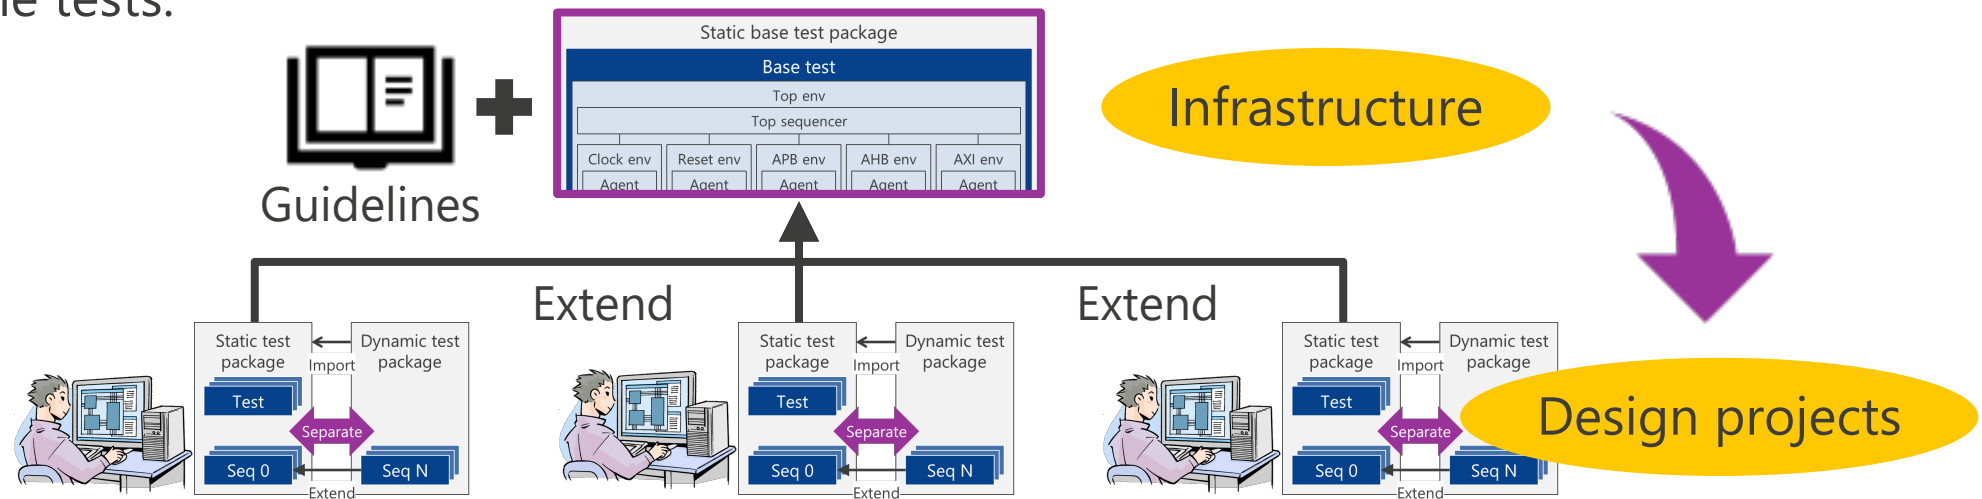 ne tests.
Static base test package
Base test
Top env
Top sequencer
Clock env
Reset env
APB env
AHB env
AXI env
Agent
Agent
Agent
Agent
Agent
Guidelines
Infrastructure
Extend
Extend
Static test
package
Import
Dynamic test
package
Test
Separate
Seq 0
Seq N
Extend
Static test
package
Import
Dynamic test
package
Test
Separate
Seq 0
Seq N
Extend
Static test
package
Import
Dynamic test
package
Test
Separate
Seq 0
Seq N
Extend
Design projects